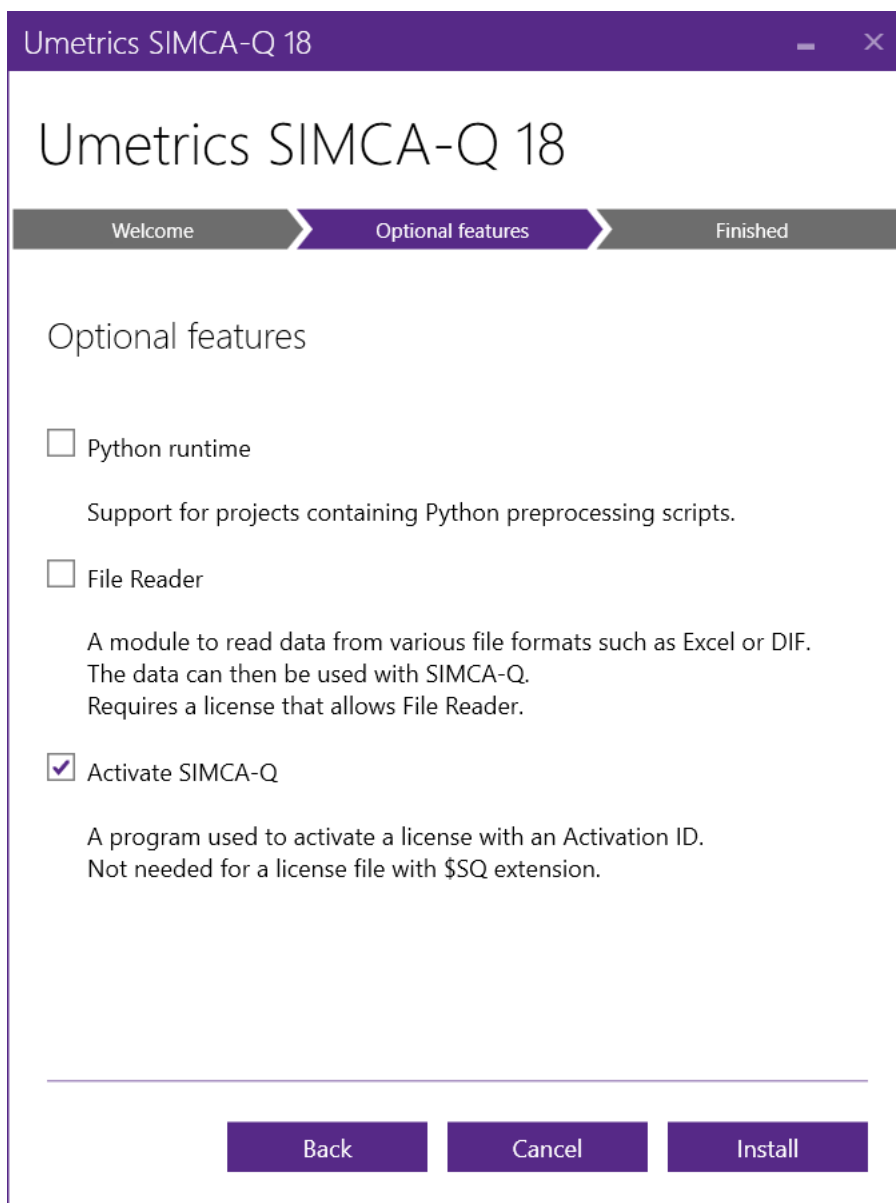 Umetrics SIMCA-Q 18
Umetrics SIMCA-Q 18
Welcome
Optional features
Finished
Optional features
Python runtime
Support for projects containing Python preprocessing scripts.
File Reader
A module to read data from various file formats such as Excel or DIF.
The data can then be used with SIMCA-Q.
Requires a license that allows File Reader.
Activate SIMCA-Q
A program used to activate a license with an Activation ID.
Not needed for a license file with $SQ extension.
Back
Cancel
Install